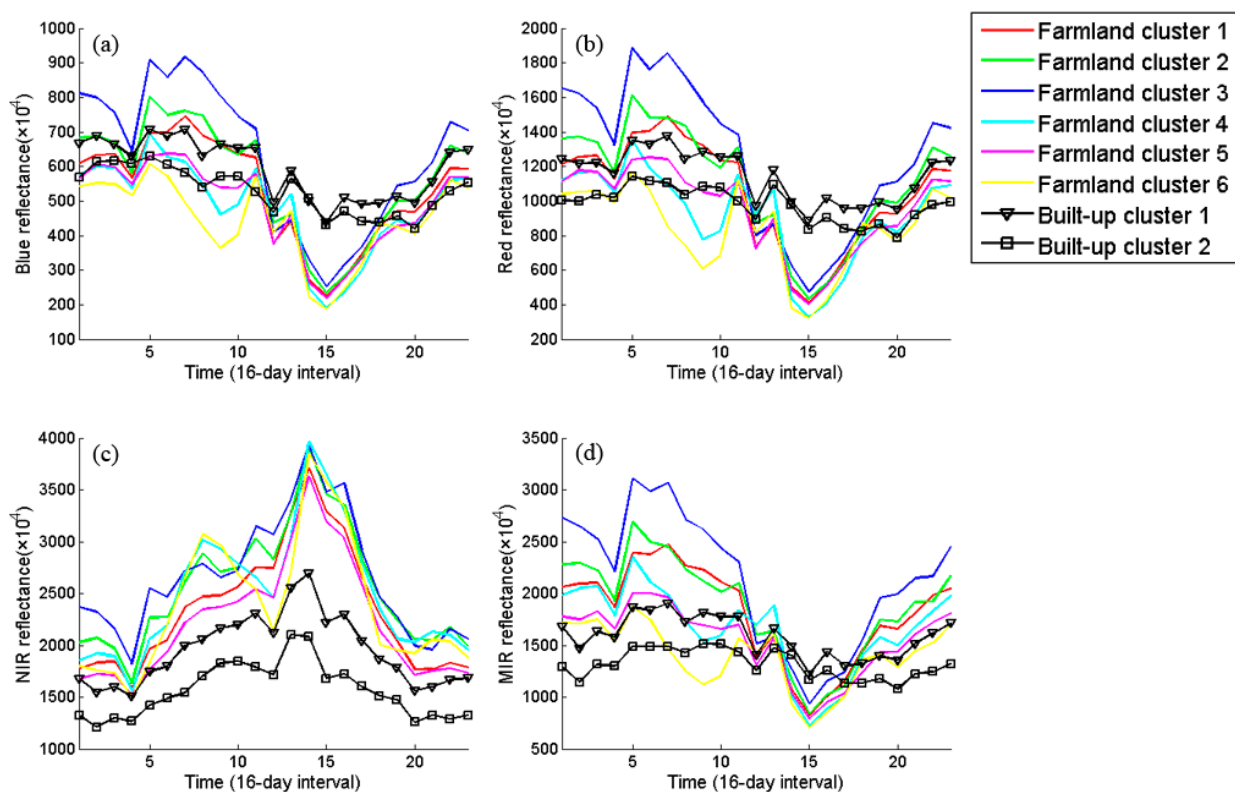 (a)
1000
900
800
700
600
500
400
300
200
100
5
10
15
20
Blue reflectance(×10⁴)
Time (16-day interval)
(b)
2000
1800
1600
1400
1200
1000
800
600
400
200
5
10
15
20
Red reflectance(×10⁴)
Time (16-day interval)
Farmland cluster 1
Farmland cluster 2
Farmland cluster 3
Farmland cluster 4
Farmland cluster 5
Farmland cluster 6
Built-up cluster 1
Built-up cluster 2
(c)
4000
3500
3000
2500
2000
1500
1000
5
10
15
20
NIR reflectance(×10⁴)
Time (16-day interval)
(d)
3500
3000
2500
2000
1500
1000
500
5
10
15
20
MIR reflectance(×10⁴)
Time (16-day interval)